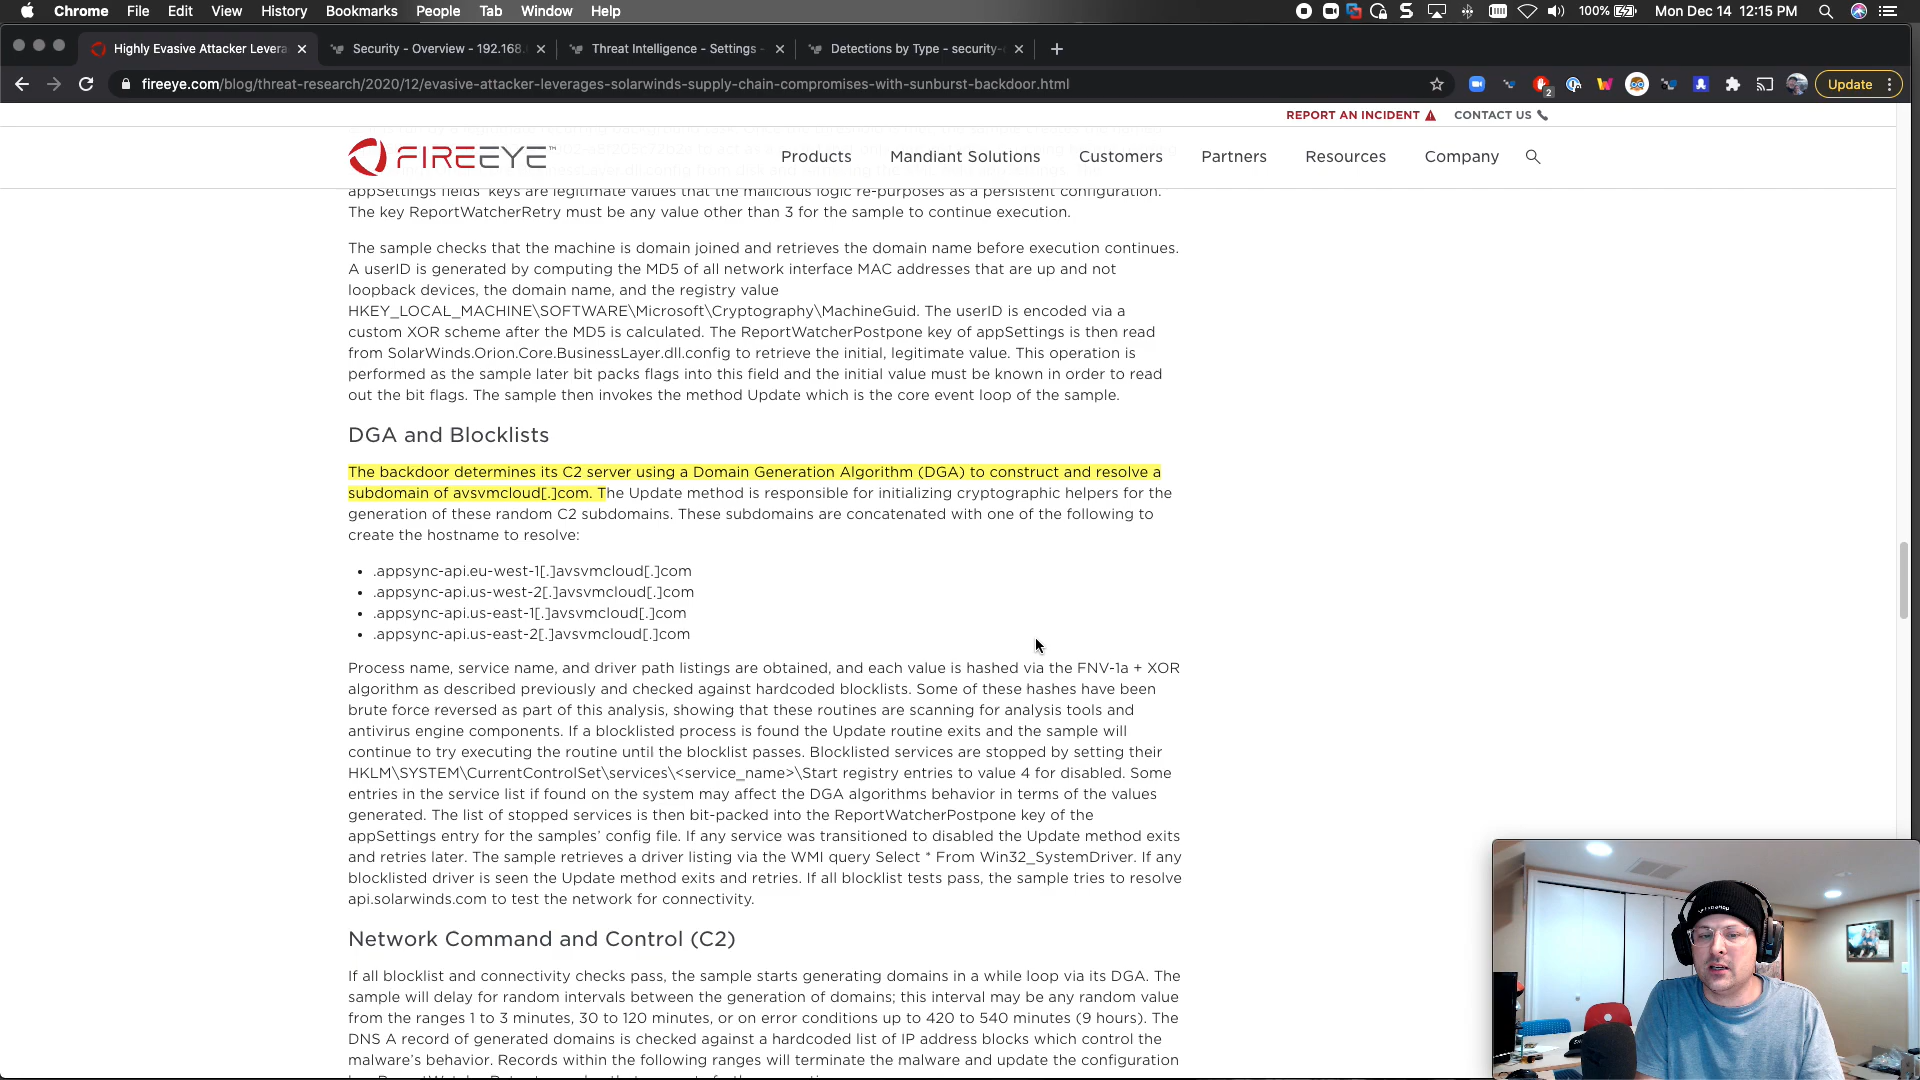 Chrome File Edit View History Bookmarks People Tab Window Help
100% Mon Dec 14 12:15 PM
Highly Evasive Attacker Levera
Security - Overview - 192.168.
Threat Intelligence - Settings -
Detections by Type - security-
fireeye.com/blog/threat-research/2020/12/evasive-attacker-leverages-solarwinds-supply-chain-compromises-with-sunburst-backdoor.html
2
Update
REPORT AN INCIDENT CONTACT US
FIREEYE™
Products Mandiant Solutions Customers Partners Resources Company
appSettings fields' keys are legitimate values that the malicious logic re-purposes as a persistent configuration.
The key ReportWatcherRetry must be any value other than 3 for the sample to continue execution.
The sample checks that the machine is domain joined and retrieves the domain name before execution continues.
A userID is generated by computing the MD5 of all network interface MAC addresses that are up and not
loopback devices, the domain name, and the registry value
HKEY_LOCAL_MACHINE\SOFTWARE\Microsoft\Cryptography\MachineGuid. The userID is encoded via a
custom XOR scheme after the MD5 is calculated. The ReportWatcherPostpone key of appSettings is then read
from SolarWinds.Orion.Core.BusinessLayer.dll.config to retrieve the initial, legitimate value. This operation is
performed as the sample later bit packs flags into this field and the initial value must be known in order to read
out the bit flags. The sample then invokes the method Update which is the core event loop of the sample.
DGA and Blocklists
The backdoor determines its C2 server using a Domain Generation Algorithm (DGA) to construct and resolve a
subdomain of avsvmcloud[.]com. The Update method is responsible for initializing cryptographic helpers for the
generation of these random C2 subdomains. These subdomains are concatenated with one of the following to
create the hostname to resolve:
• .appsync-api.eu-west-1[.]avsvmcloud[.]com
• .appsync-api.us-west-2[.]avsvmcloud[.]com
• .appsync-api.us-east-1[.]avsvmcloud[.]com
• .appsync-api.us-east-2[.]avsvmcloud[.]com
Process name, service name, and driver path listings are obtained, and each value is hashed via the FNV-1a + XOR
algorithm as described previously and checked against hardcoded blocklists. Some of these hashes have been
brute force reversed as part of this analysis, showing that these routines are scanning for analysis tools and
antivirus engine components. If a blocklisted process is found the Update routine exits and the sample will
continue to try executing the routine until the blocklist passes. Blocklisted services are stopped by setting their
HKLM\SYSTEM\CurrentControlSet\services\<service_name>\Start registry entries to value 4 for disabled. Some
entries in the service list if found on the system may affect the DGA algorithms behavior in terms of the values
generated. The list of stopped services is then bit-packed into the ReportWatcherPostpone key of the
appSettings entry for the samples' config file. If any service was transitioned to disabled the Update method exits
and retries later. The sample retrieves a driver listing via the WMI query Select * From Win32_SystemDriver. If any
blocklisted driver is seen the Update method exits and retries. If all blocklist tests pass, the sample tries to resolve
api.solarwinds.com to test the network for connectivity.
Network Command and Control (C2)
If all blocklist and connectivity checks pass, the sample starts generating domains in a while loop via its DGA. The
sample will delay for random intervals between the generation of domains; this interval may be any random value
from the ranges 1 to 3 minutes, 30 to 120 minutes, or on error conditions up to 420 to 540 minutes (9 hours). The
DNS A record of generated domains is checked against a hardcoded list of IP address blocks which control the
malware's behavior. Records within the following ranges will terminate the malware and update the configuration